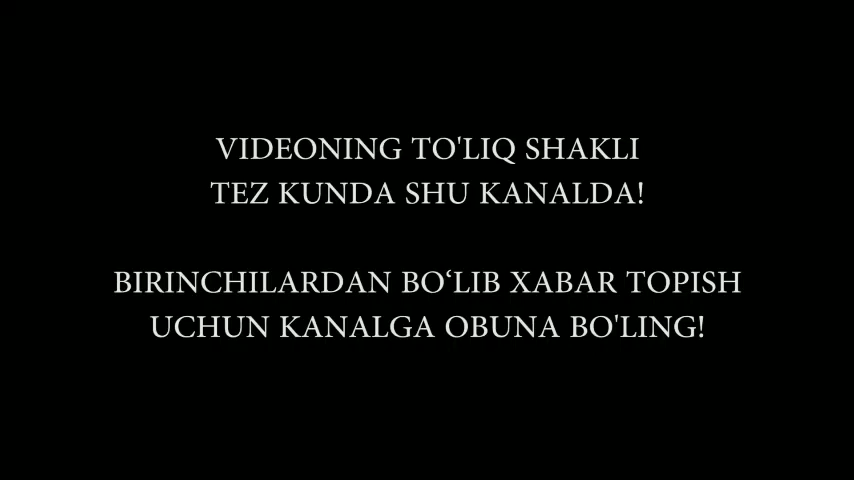 VIDEONING TO'LIQ SHAKLI
TEZ KUNDA SHU KANALDA!
BIRINCHILARDAN BO‘LIB XABAR TOPISH
UCHUN KANALGA OBUNA BO'LING!